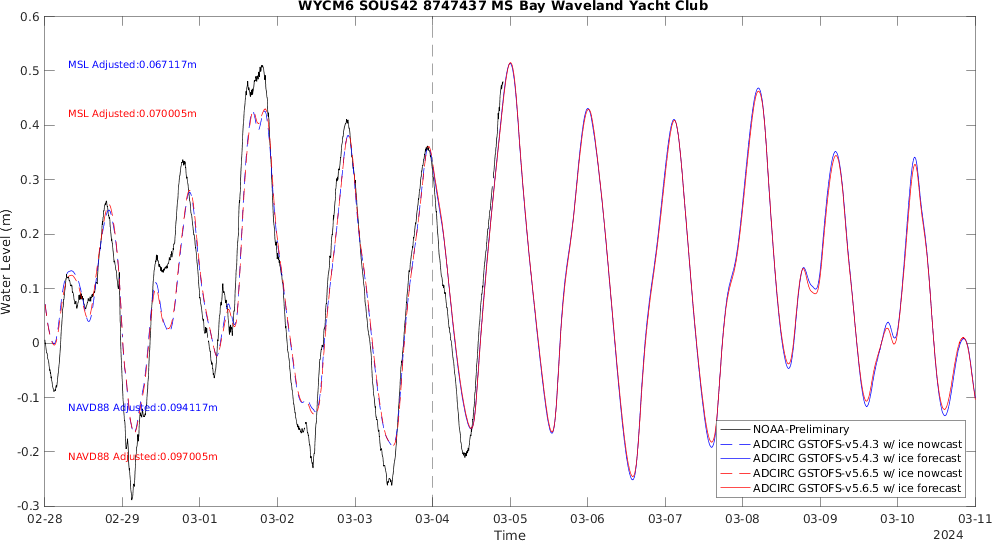 WYCM6 SOUS42 8747437 MS Bay Waveland Yacht Club
0.6
0.5
0.4
0.3
0.2
0.1
0
-0.1
-0.2
-0.3
Water Level (m)
MSL Adjusted:0.067117m
MSL Adjusted:0.070005m
NAVD88 Adjusted:0.094117m
NAVD88 Adjusted:0.097005m
NOAA-Preliminary
ADCIRC GSTOFS-v5.4.3 w/ ice nowcast
ADCIRC GSTOFS-v5.4.3 w/ ice forecast
ADCIRC GSTOFS-v5.6.5 w/ ice nowcast
ADCIRC GSTOFS-v5.6.5 w/ ice forecast
02-28 02-29 03-01 03-02 03-03 03-04 03-05 03-06 03-07 03-08 03-09 03-10 03-11
Time
2024